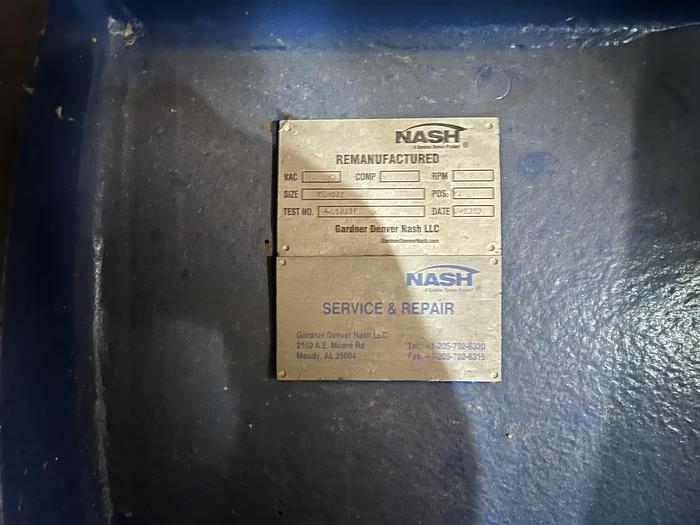 NASH
A Gardner Denver Product
REMANUFACTURED
VAC COMP RPM
SIZE PDS.
TEST NO. DATE
Gardner Denver Nash LLC
GardnerDenverNash.com
NASH
A Gardner Denver Product
SERVICE & REPAIR
Gardner Denver Nash LLC
2160 A.E. Moore Rd Tel: +1-205-702-6320
Moody, AL 35004 Fax: +1-205-702-6315